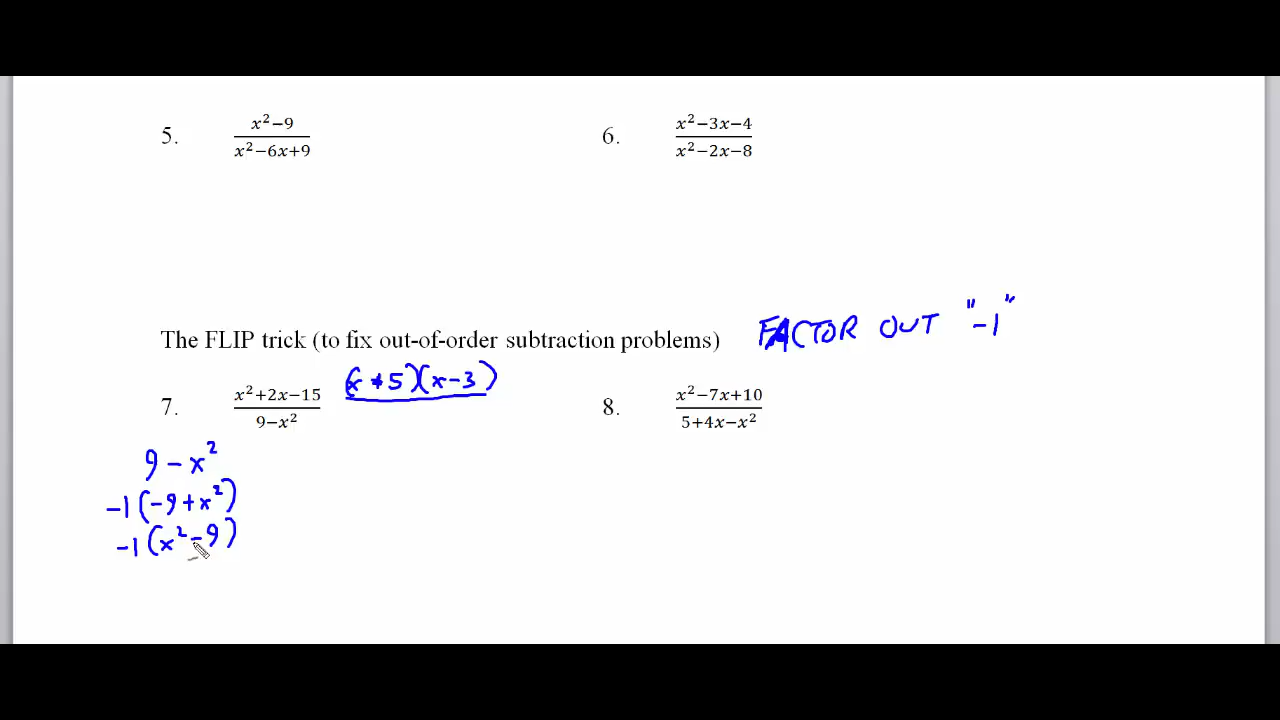 5. (x²−9)/(x²−6x+9) 6. (x²−3x−4)/(x²−2x−8)
The FLIP trick (to fix out-of-order subtraction problems) FACTOR OUT "-1"
7. (x²+2x−15)/(9−x²) (x+5)(x-3) 8. (x²−7x+10)/(5+4x−x²)
9 - x²
-1(-9+x²)
-1(x²-9)